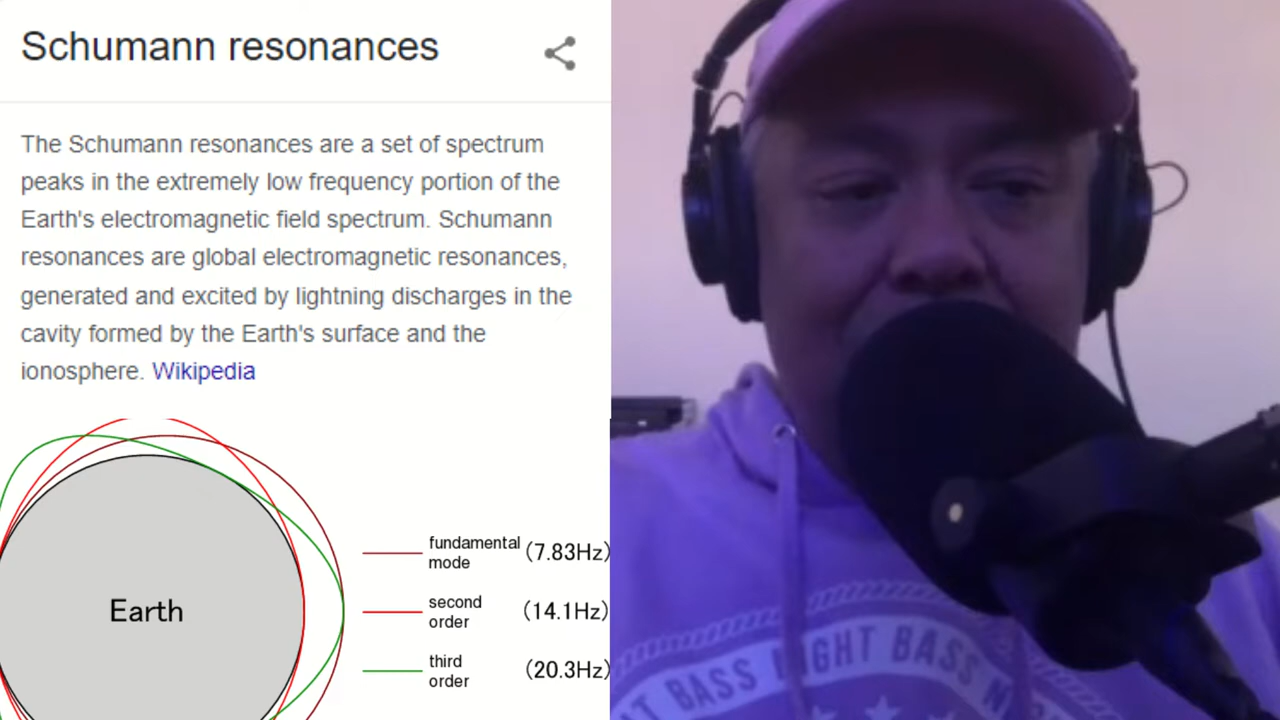 Schumann resonances
The Schumann resonances are a set of spectrum
peaks in the extremely low frequency portion of the
Earth's electromagnetic field spectrum. Schumann
resonances are global electromagnetic resonances,
generated and excited by lightning discharges in the
cavity formed by the Earth's surface and the
ionosphere. Wikipedia
Earth
fundamental
mode
(7.83Hz)
second
order
(14.1Hz)
third
order
(20.3Hz)
BASS NIGHT BASS